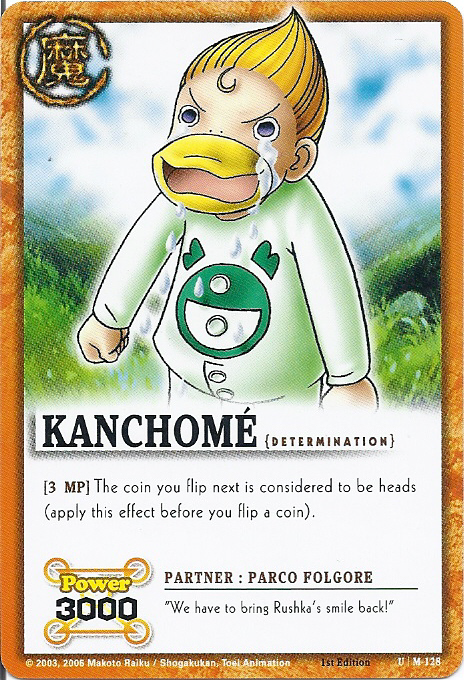 魔
KANCHOMÉ {DETERMINATION}
[3 MP] The coin you flip next is considered to be heads
(apply this effect before you flip a coin).
Power
3000
PARTNER : PARCO FOLGORE
"We have to bring Rushka's smile back!"
© 2003, 2006 Makoto Raiku / Shogakukan, Toei Animation 1st Edition U | M-128